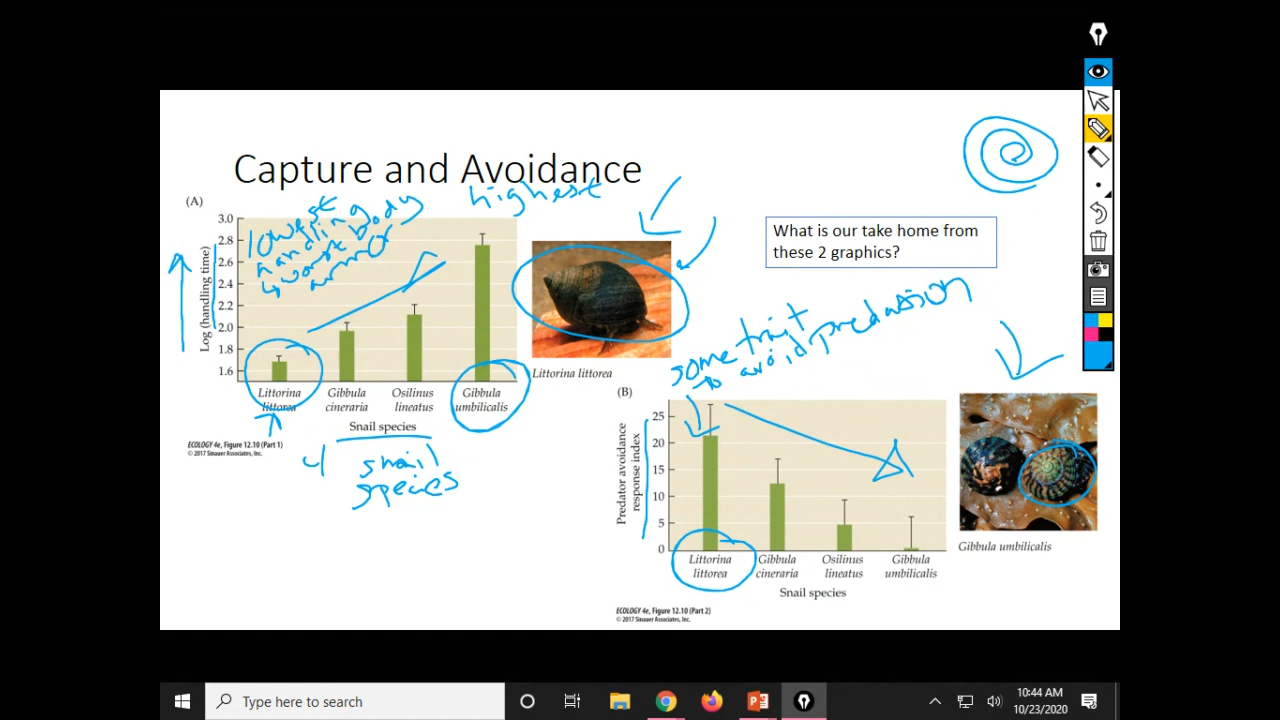 Capture and Avoidance
highest
(A)
lowest
handling
↳ worst body
armor
3.0
2.8
2.6
2.4
2.2
2.0
1.8
1.6
Log (handling time)
Littorina littorea
Gibbula cineraria
Osilinus lineatus
Gibbula umbilicalis
Snail species
ECOLOGY 4e, Figure 12.10 (Part 1)
© 2017 Sinauer Associates, Inc.
4 snail
species
Littorina littorea
What is our take home from
these 2 graphics?
some trait
to avoid predation
(B)
25
20
15
10
5
0
Predator avoidance
response index
Littorina littorea
Gibbula cineraria
Osilinus lineatus
Gibbula umbilicalis
Snail species
ECOLOGY 4e, Figure 12.10 (Part 2)
© 2017 Sinauer Associates, Inc.
Gibbula umbilicalis
Type here to search
10:44 AM
10/23/2020